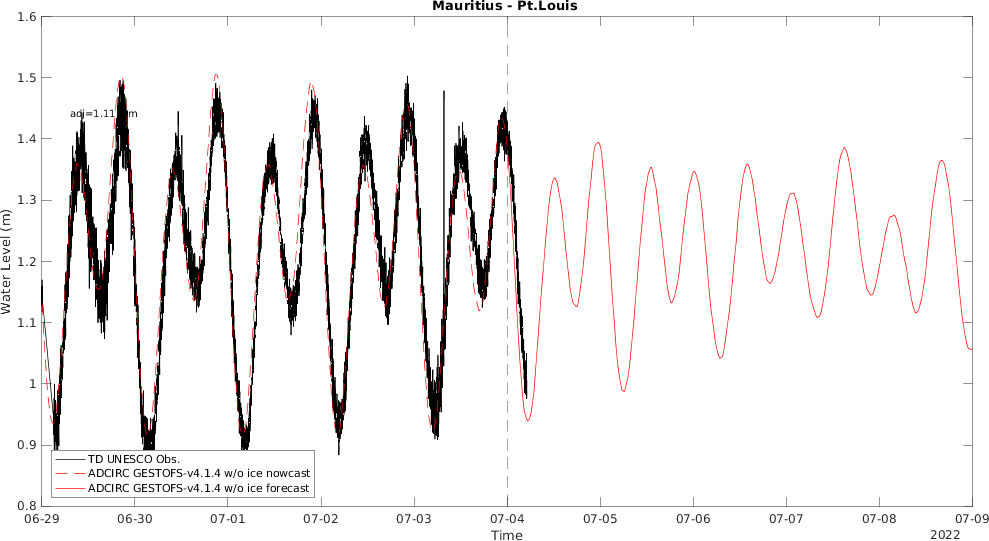 Mauritius - Pt.Louis
1.6
1.5
1.4
1.3
1.2
1.1
1
0.9
0.8
Water Level (m)
TD UNESCO Obs.
ADCIRC GESTOFS-v4.1.4 w/o ice nowcast
ADCIRC GESTOFS-v4.1.4 w/o ice forecast
06-29 06-30 07-01 07-02 07-03 07-04 07-05 07-06 07-07 07-08 07-09
Time
2022